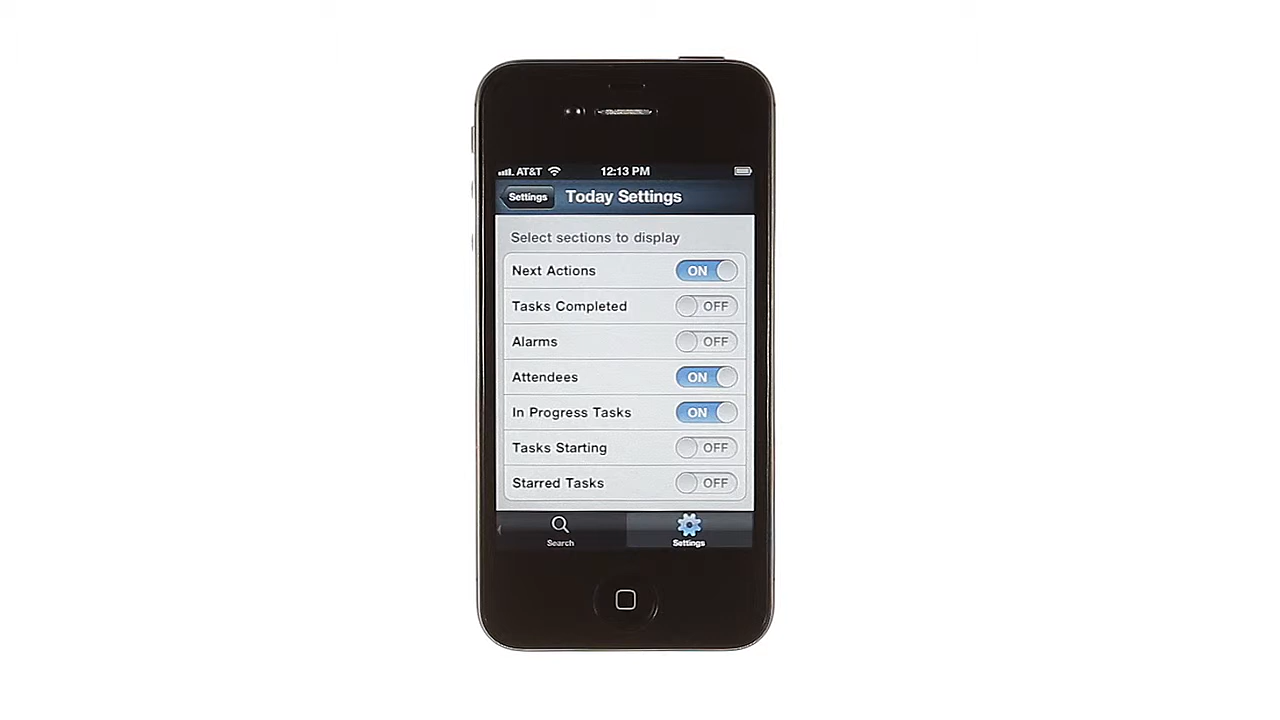 AT&T 12:13 PM
Settings Today Settings
Select sections to display
Next Actions ON
Tasks Completed OFF
Alarms OFF
Attendees ON
In Progress Tasks ON
Tasks Starting OFF
Starred Tasks OFF
Search Settings